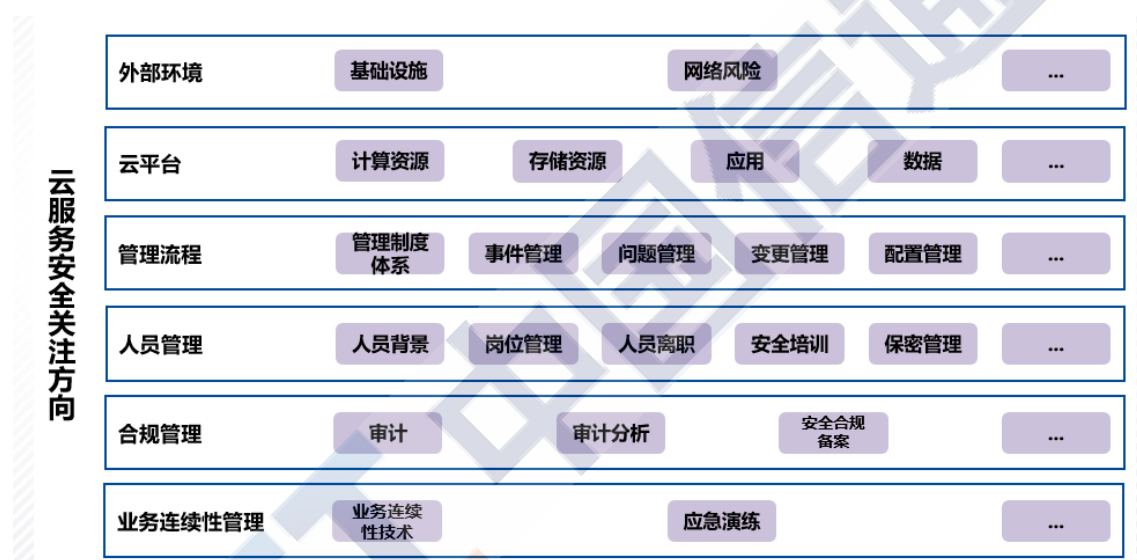 云服务安全关注方向
外部环境 基础设施 网络风险 ...
云平台 计算资源 存储资源 应用 数据 ...
管理流程 管理制度
体系 事件管理 问题管理 变更管理 配置管理 ...
人员管理 人员背景 岗位管理 人员离职 安全培训 保密管理 ...
合规管理 审计 审计分析 安全合规
备案 ...
业务连续性管理 业务连续
性技术 应急演练 ...
中国信通